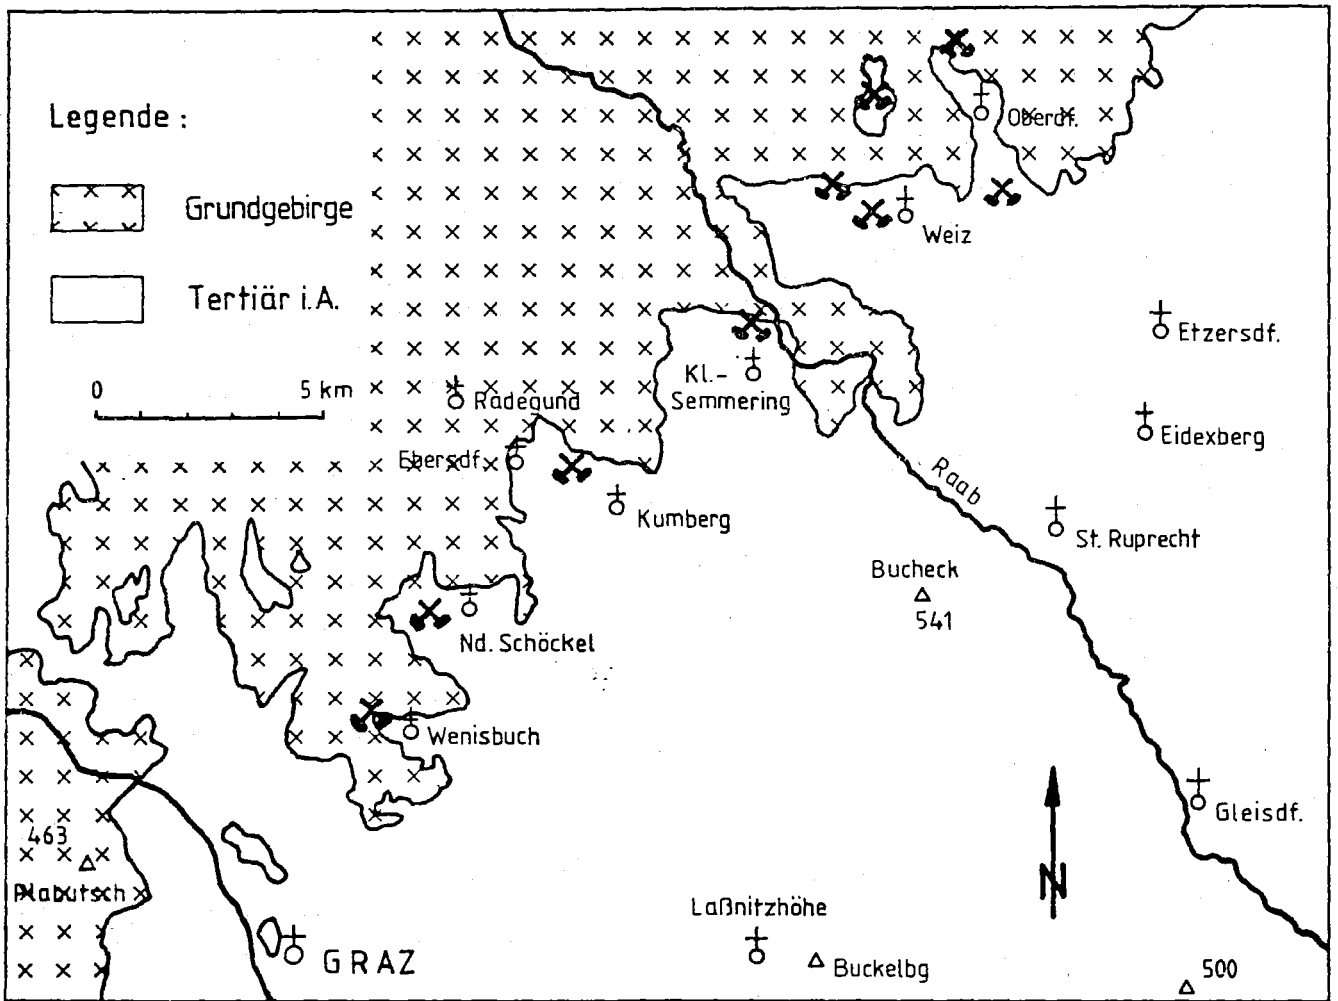 Legende :
Grundgebirge
Tertiär i.A.
0 5 km
Oberdf.
Weiz
Etzersdf.
Kl.-
Semmering
Radegund
Eidexberg
Ebersdf.
Raab
Kumberg
St. Ruprecht
Bucheck
541
Nd. Schöckel
Wenisbuch
Gleisdf.
463
Plabutsch
N
Laßnitzhöhe
GRAZ
Buckelbg
500